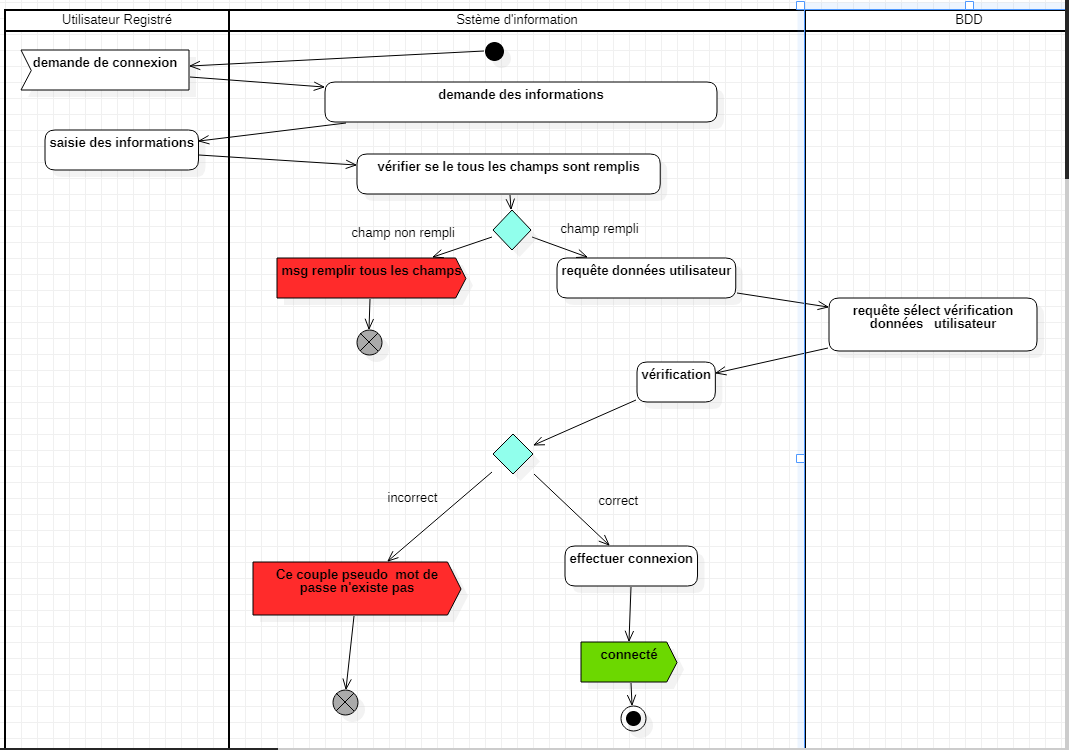 Utilisateur Registré
Sstème d'information
BDD
demande de connexion
demande des informations
saisie des informations
vérifier se le tous les champs sont remplis
champ non rempli
champ rempli
msg remplir tous les champs
requête données utilisateur
requête sélect vérification
données utilisateur
vérification
incorrect
correct
effectuer connexion
Ce couple pseudo mot de
passe n'existe pas
connecté